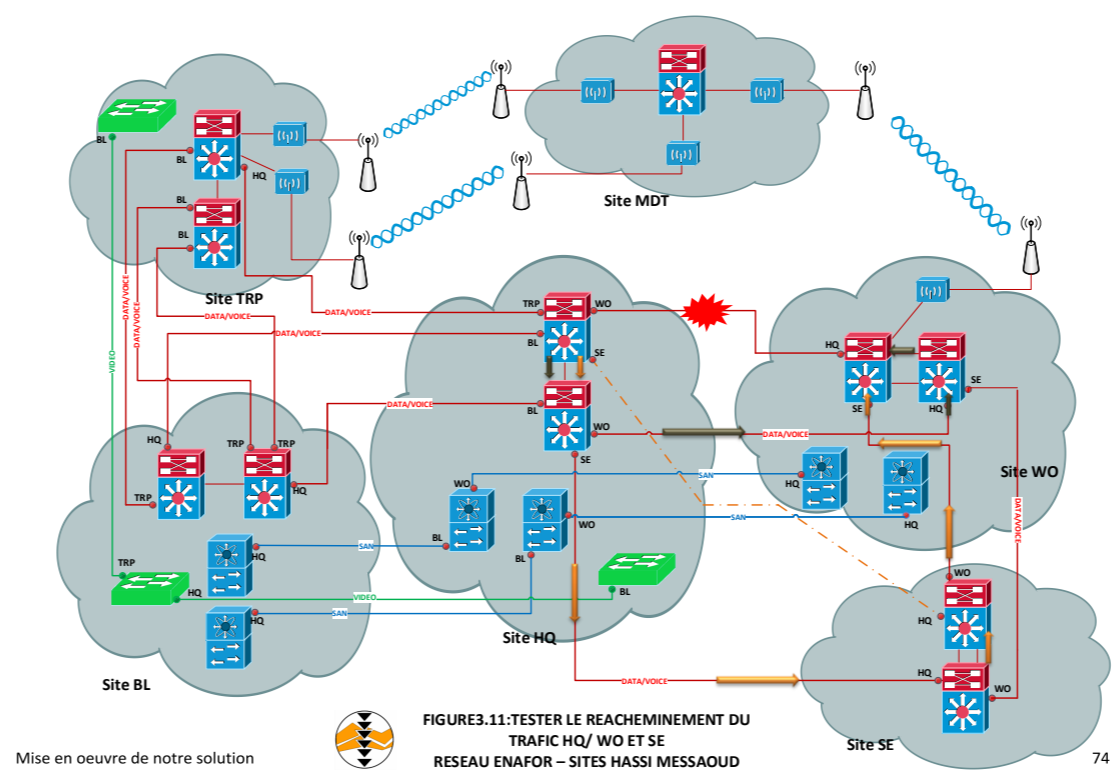 BL
BL
HQ
BL
BL
Site TRP
Site MDT
DATA/VOICE
DATA/VOICE
DATA/VOICE
DATA/VOICE
DATA/VOICE
VIDEO
TRP
WO
BL
SE
BL
WO
SE
DATA/VOICE
HQ
SE
SE
HQ
DATA/VOICE
Site WO
HQ
TRP
TRP
HQ
TRP
WO
BL
WO
BL
SAN
SAN
HQ
HQ
DATA/VOICE
TRP
HQ
HQ
HQ
SAN
SAN
VIDEO
BL
Site HQ
Site BL
WO
HQ
HQ
WO
DATA/VOICE
Site SE
FIGURE3.11:TESTER LE REACHEMINEMENT DU
TRAFIC HQ/ WO ET SE
RESEAU ENAFOR – SITES HASSI MESSAOUD
Mise en oeuvre de notre solution
74